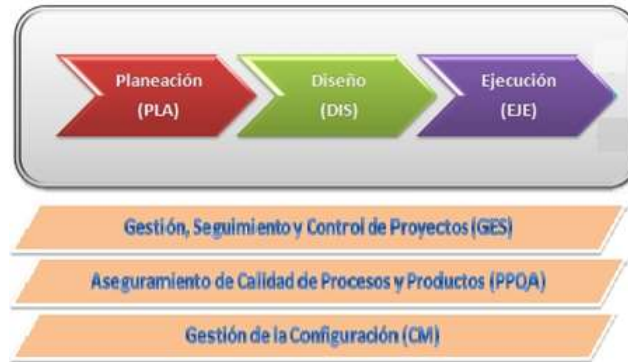 Planeación
(PLA)
Diseño
(DIS)
Ejecución
(EJE)
Gestión, Seguimiento y Control de Proyectos (GES)
Aseguramiento de Calidad de Procesos y Productos (PPQA)
Gestión de la Configuración (CM)